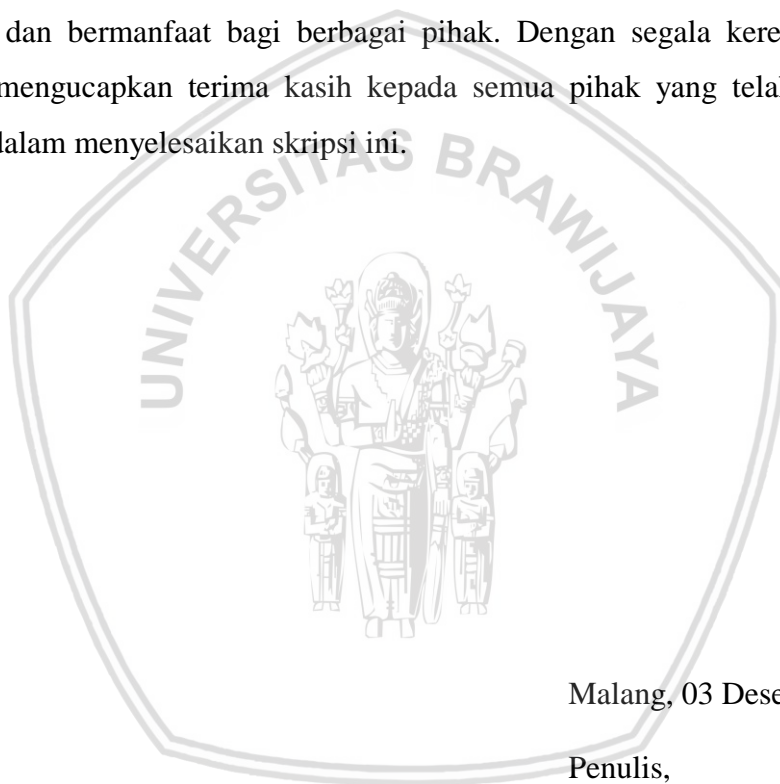 dan bermanfaat bagi berbagai pihak. Dengan segala kere
mengucapkan terima kasih kepada semua pihak yang tela
dalam menyelesaikan skripsi ini.
UNIVERSITAS BRAWIJAYA
Malang, 03 Dese
Penulis,